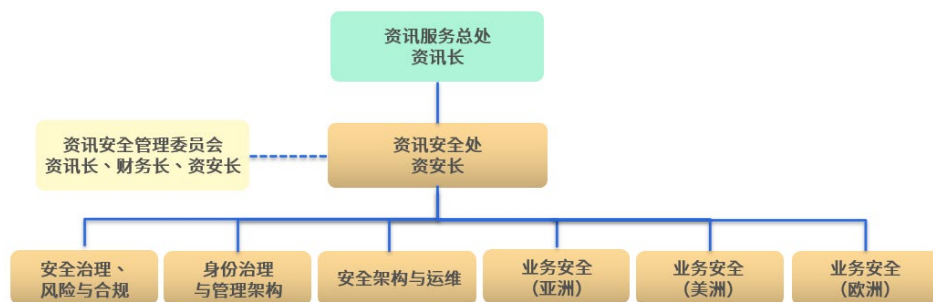 资讯服务总处
资讯长
资讯安全管理委员会
资讯长、财务长、资安长
资讯安全处
资安长
安全治理、
风险与合规
身份治理
与管理架构
安全架构与运维
业务安全
(亚洲)
业务安全
(美洲)
业务安全
(欧洲)